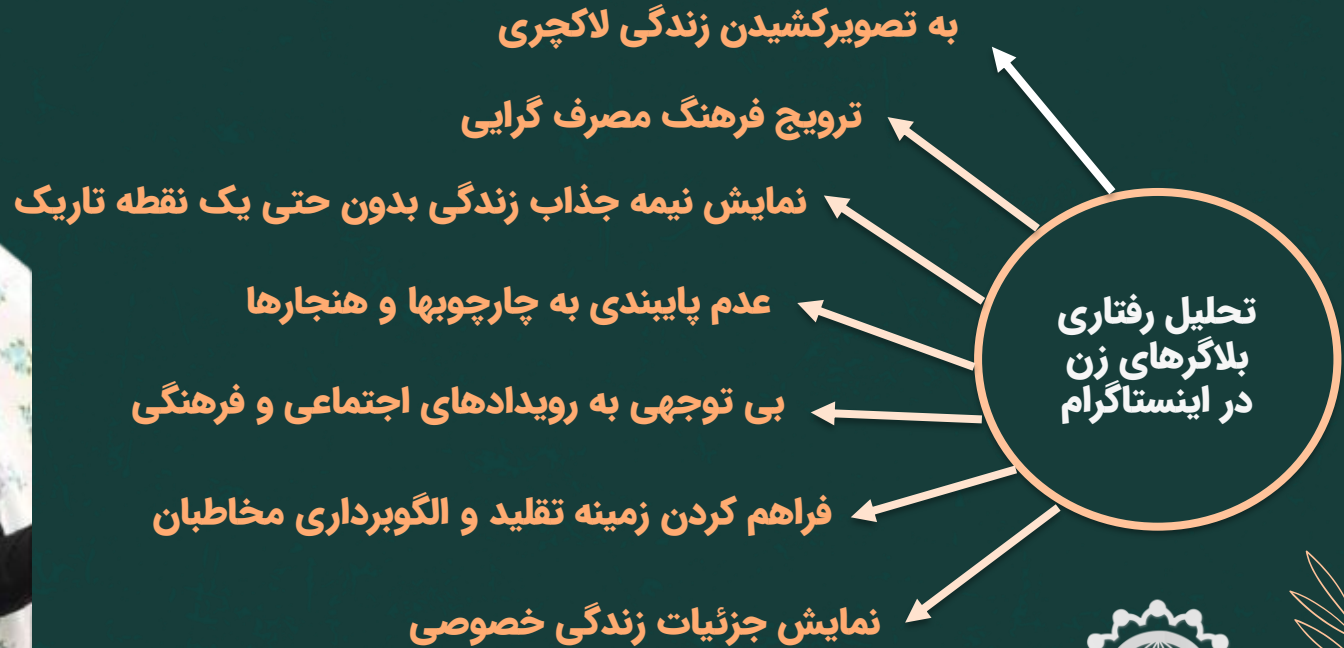 تحلیل رفتاری
بلاگرهای زن
در اینستاگرام
به تصویرکشیدن زندگی لاکچری
ترویج فرهنگ مصرف گرایی
نمایش نیمه جذاب زندگی بدون حتی یک نقطه تاریک
عدم پایبندی به چارچوبها و هنجارها
بی توجهی به رویدادهای اجتماعی و فرهنگی
فراهم کردن زمینه تقلید و الگوبرداری مخاطبان
نمایش جزئیات زندگی خصوصی